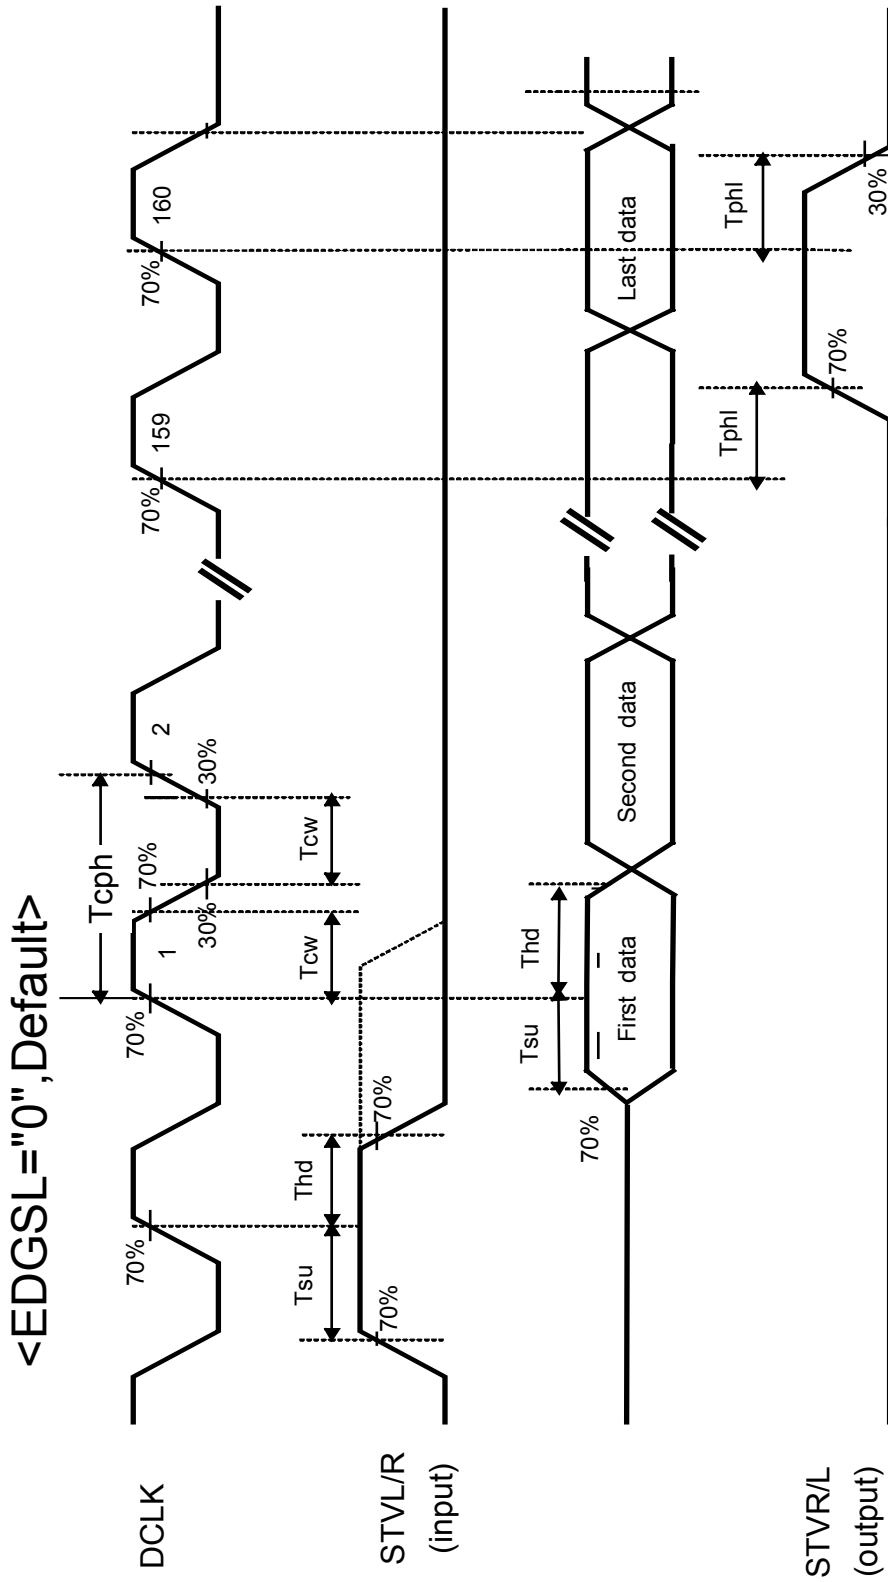 <EDGSL="0",Default>
Tcph
DCLK
70%
70%
1
70%
30%
30%
2
70%
159
70%
160
Tcw
Tcw
STVL/R
(input)
Tsu
Thd
70%
70%
70%
Tsu
Thd
First data
Second data
Last data
Tphl
Tphl
STVR/L
(output)
70%
30%